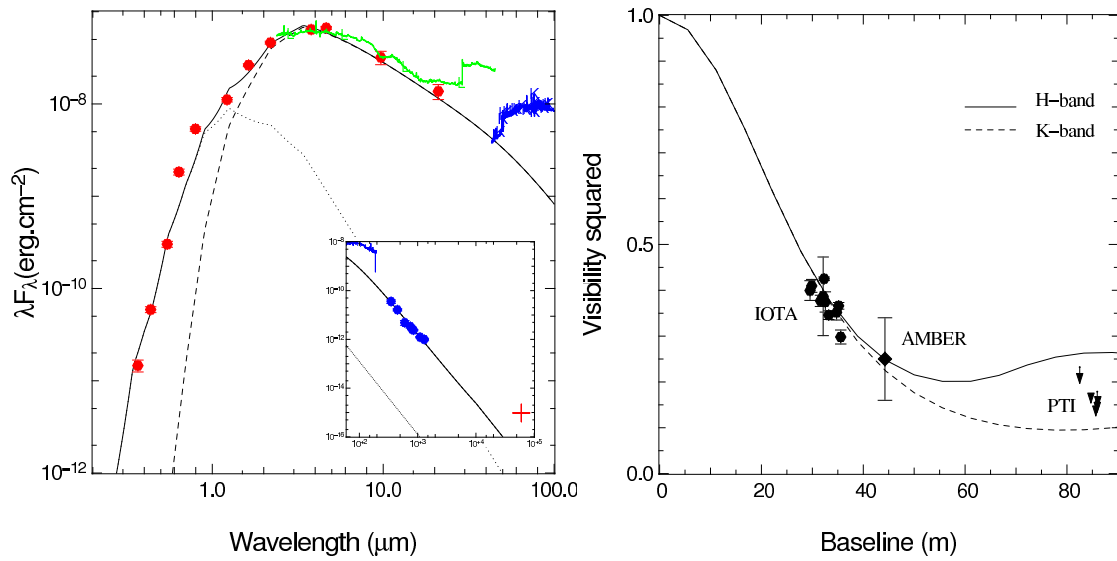 λFλ(erg.cm−2)
10−8
10−10
10−12
1.0
10.0
100.0
Wavelength (μm)
10−8
10−10
10−12
10−14
10−16
10+2
10+3
10+4
10+5
Visibility squared
1.0
0.5
0.0
0
20
40
60
80
Baseline (m)
H−band
K−band
IOTA
AMBER
PTI